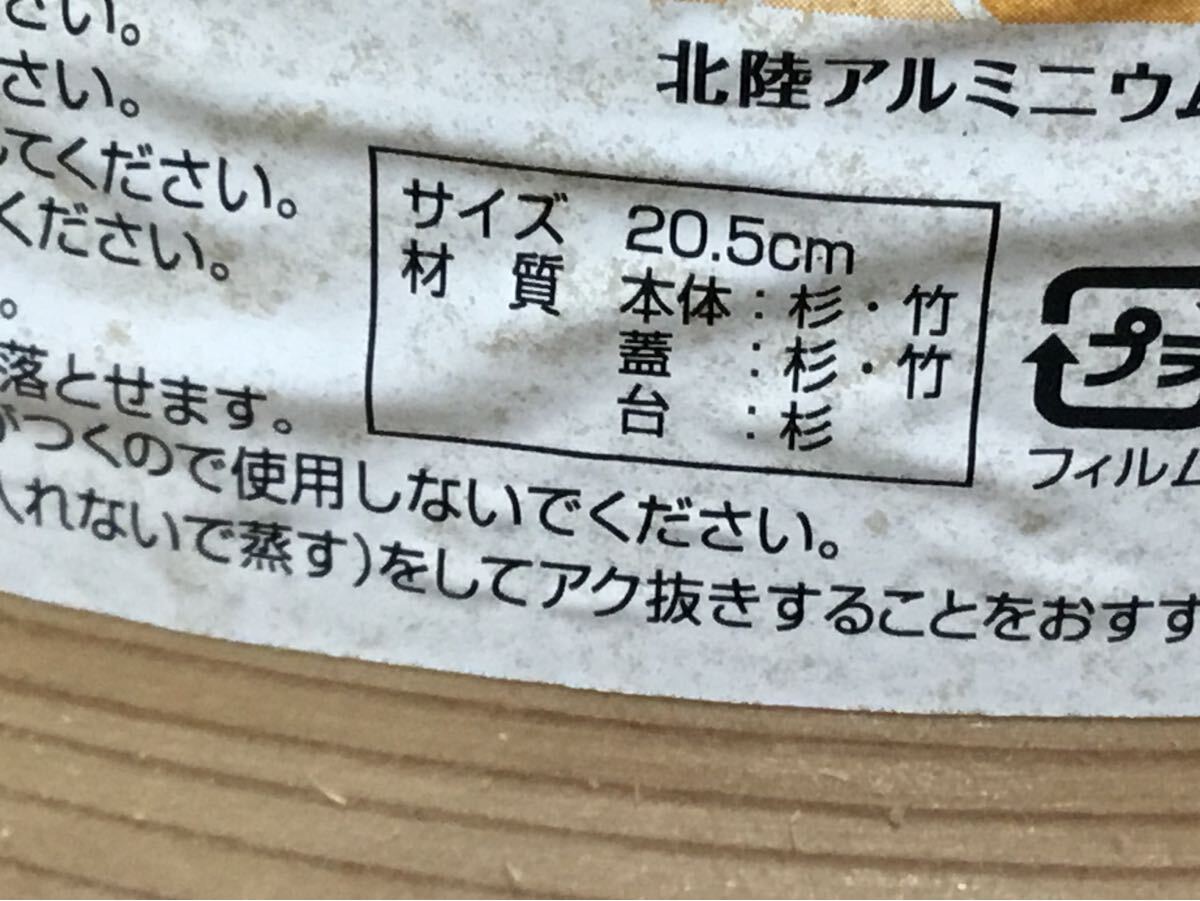 さい。
さい。
てください。
ください。
落とせます。
がつくので使用しないでください。
入れないで蒸す)をしてアク抜きすることをおすす
北陸アルミニウム
サイズ 20.5cm
材 質 本体:杉・竹
蓋 :杉・竹
台 :杉
プラ
フィルム